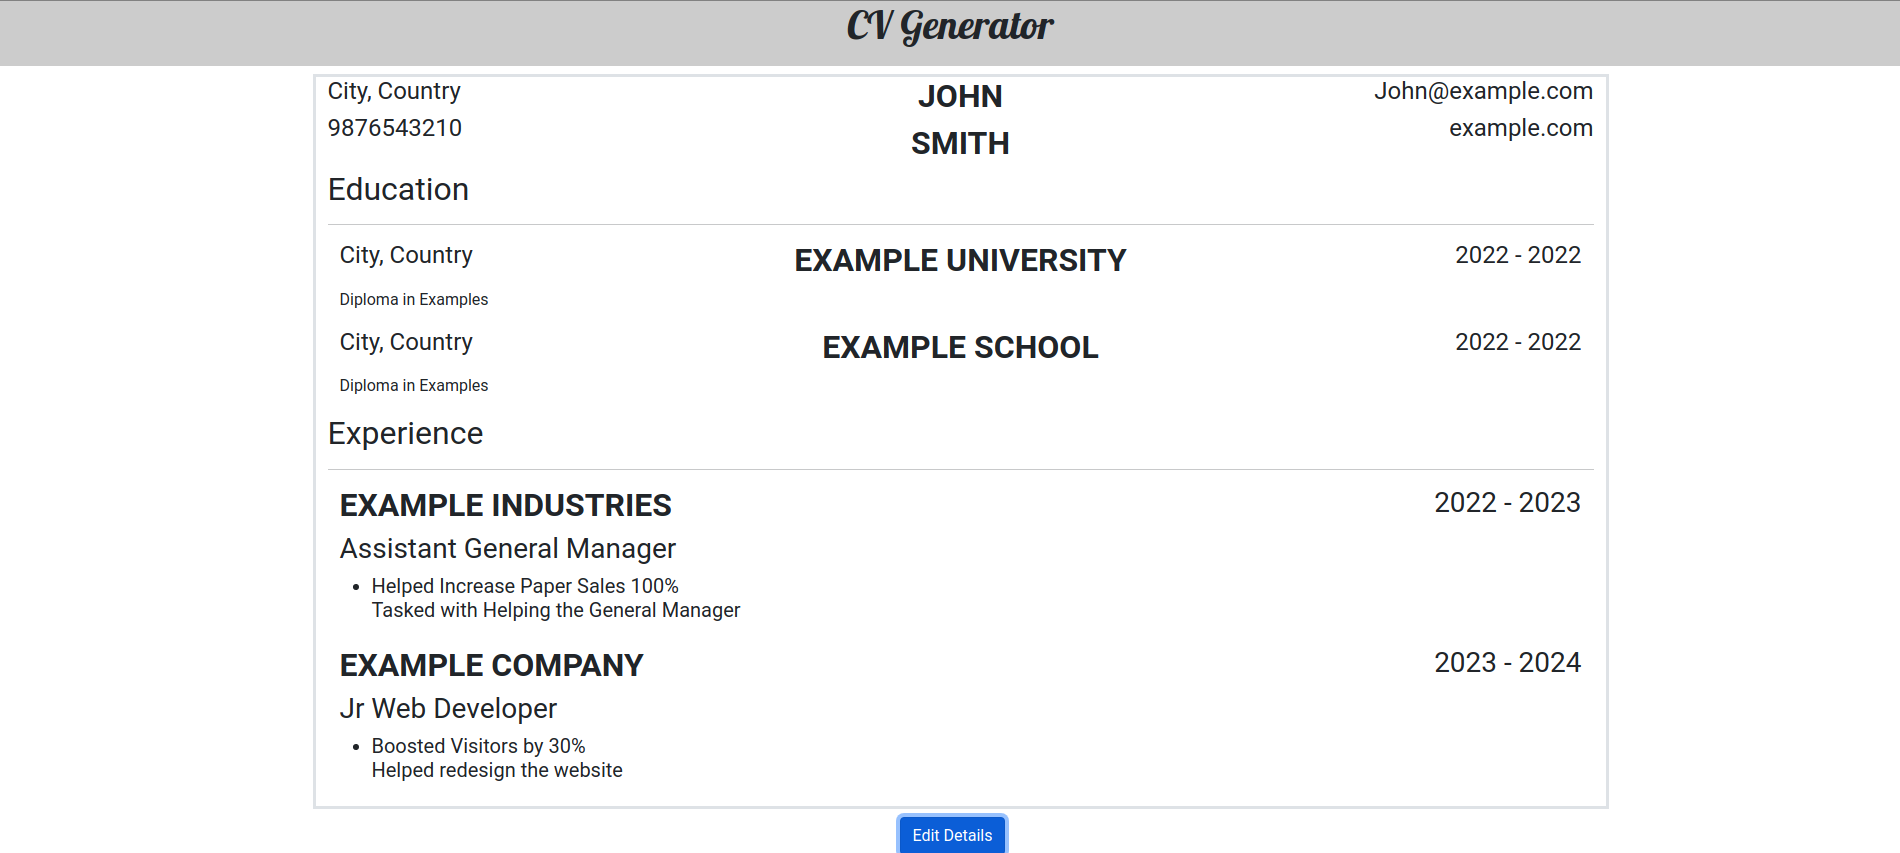 CV Generator
City, Country
9876543210
JOHN
SMITH
John@example.com
example.com
Education
City, Country
EXAMPLE UNIVERSITY
2022 - 2022
Diploma in Examples
City, Country
EXAMPLE SCHOOL
2022 - 2022
Diploma in Examples
Experience
EXAMPLE INDUSTRIES
2022 - 2023
Assistant General Manager
• Helped Increase Paper Sales 100%
Tasked with Helping the General Manager
EXAMPLE COMPANY
2023 - 2024
Jr Web Developer
• Boosted Visitors by 30%
Helped redesign the website
Edit Details